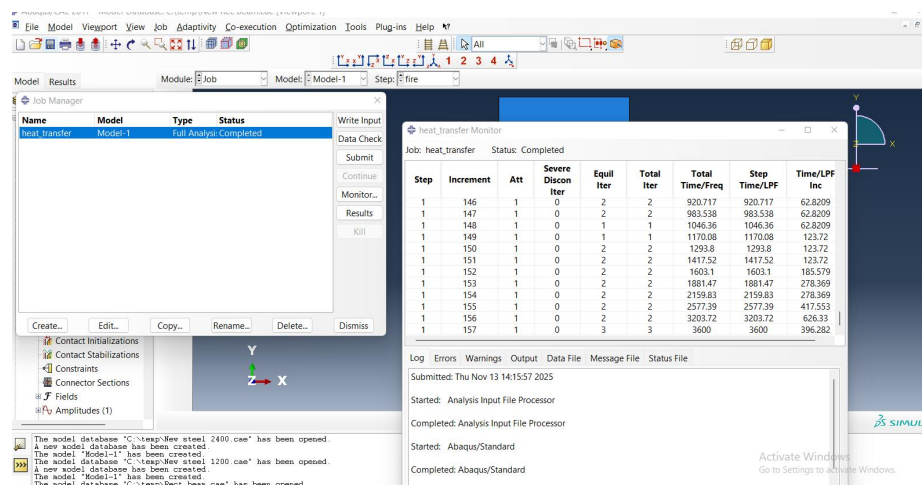 File Model Viewport View Job Adaptivity Co-execution Optimization Tools Plug-ins Help
All
1 2 3 4
Model Results
Module: Job Model: Model-1 Step: fire
Job Manager
Name Model Type Status
heat_transfer Model-1 Full Analysi Completed
Write Input
Data Check
Submit
Continue
Monitor...
Results
Kill
Create... Edit... Copy... Rename... Delete... Dismiss
heat_transfer Monitor
Job: heat_transfer Status: Completed
Step Increment Att Severe Discon Iter Equil Iter Total Iter Total Time/Freq Step Time/LPF Time/LPF Inc
1 146 1 0 2 2 920.717 920.717 62.8209
1 147 1 0 2 2 983.538 983.538 62.8209
1 148 1 0 1 1 1046.36 1046.36 62.8209
1 149 1 0 1 1 1170.08 1170.08 123.72
1 150 1 0 2 2 1293.8 1293.8 123.72
1 151 1 0 2 2 1417.52 1417.52 123.72
1 152 1 0 2 2 1603.1 1603.1 185.579
1 153 1 0 2 2 1881.47 1881.47 278.369
1 154 1 0 2 2 2159.83 2159.83 278.369
1 155 1 0 2 2 2577.39 2577.39 417.553
1 156 1 0 2 2 3203.72 3203.72 626.33
1 157 1 0 3 3 3600 3600 396.282
Log Errors Warnings Output Data File Message File Status File
Submitted: Thu Nov 13 14:15:57 2025
Started: Analysis Input File Processor
Completed: Analysis Input File Processor
Started: Abaqus/Standard
Completed: Abaqus/Standard
Contact Initializations
Contact Stabilizations
Constraints
Connector Sections
Fields
Amplitudes (1)
Y
Z X
Y
Z X
SIMUL
The model database "C:\temp\New steel 2400.cae" has been opened.
A new model database has been created.
The model "Model-1" has been created.
The model database "C:\temp\New steel 1200.cae" has been opened.
A new model database has been created.
The model "Model-1" has been created.
The model database "C:\temp\Rect beam.cae" has been opened.
Activate Windows
Go to Settings to activate Windows.